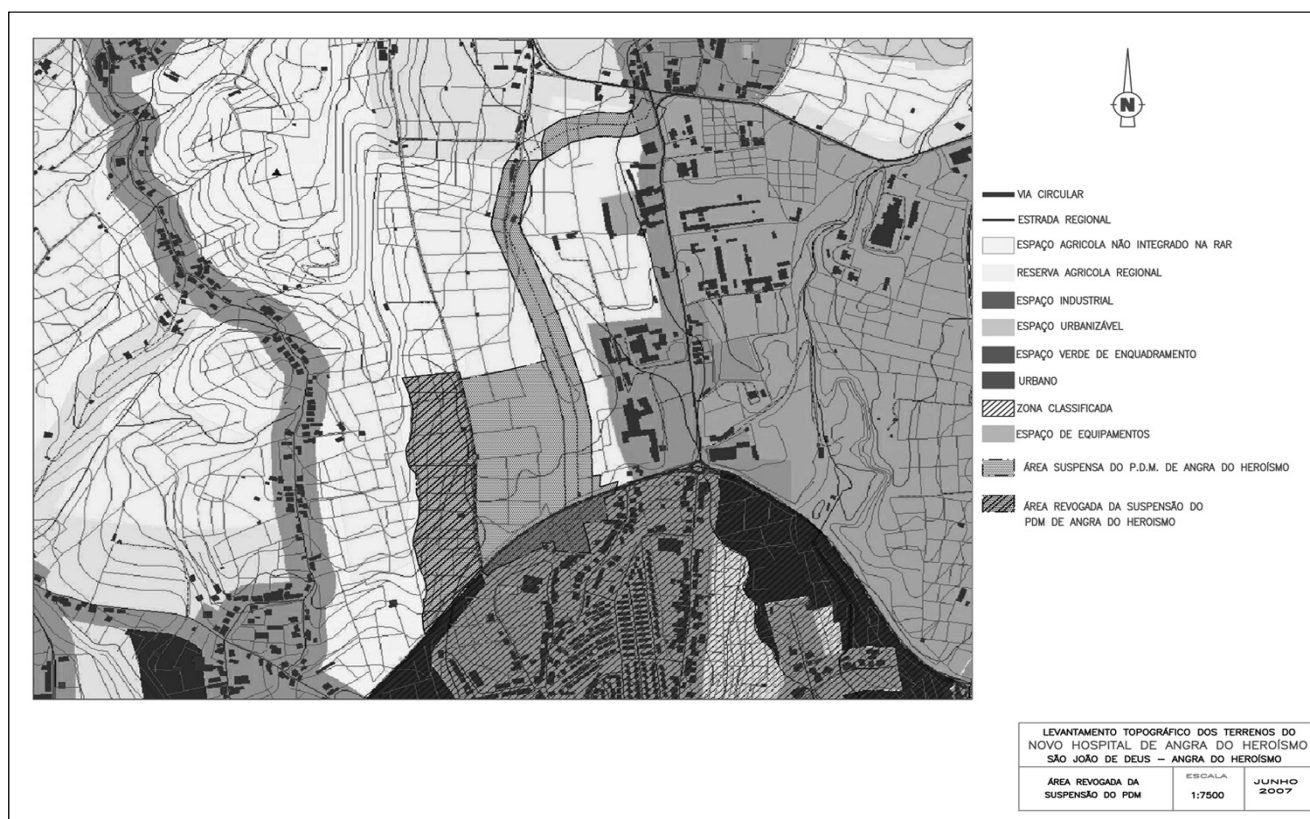 N
VIA CIRCULAR
ESTRADA REGIONAL
ESPAÇO AGRICOLA NÃO INTEGRADO NA RAR
RESERVA AGRICOLA REGIONAL
ESPAÇO INDUSTRIAL
ESPAÇO URBANIZÁVEL
ESPAÇO VERDE DE ENQUADRAMENTO
URBANO
ZONA CLASSIFICADA
ESPAÇO DE EQUIPAMENTOS
ÁREA SUSPENSA DO P.D.M. DE ANGRA DO HEROÍSMO
ÁREA REVOGADA DA SUSPENSÃO DO
PDM DE ANGRA DO HEROISMO
LEVANTAMENTO TOPOGRÁFICO DOS TERRENOS DO
NOVO HOSPITAL DE ANGRA DO HEROÍSMO
SÃO JOÃO DE DEUS – ANGRA DO HEROÍSMO
ÁREA REVOGADA DA
SUSPENSÃO DO PDM
ESCALA
1:7500
JUNHO
2007